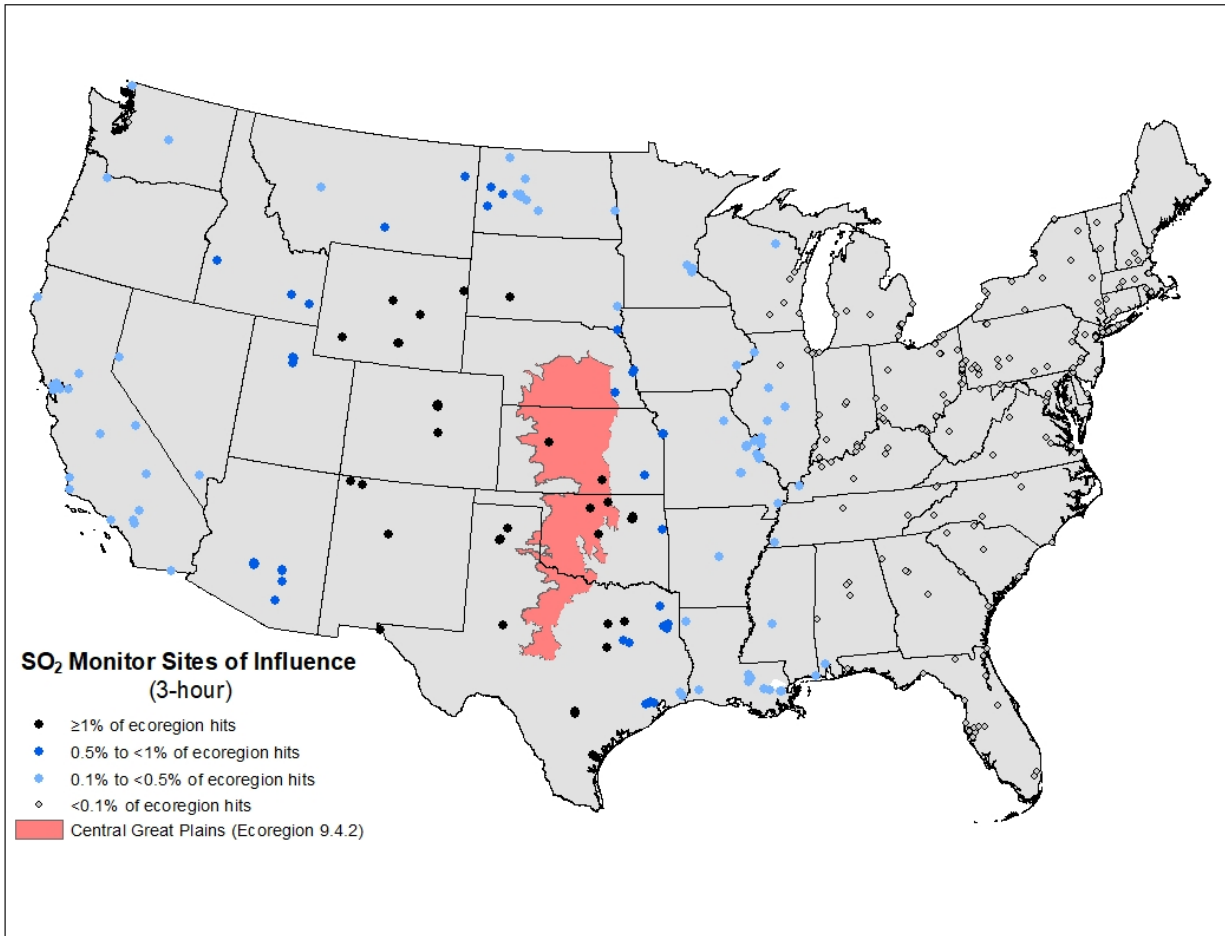 SO₂ Monitor Sites of Influence
(3-hour)
≥1% of ecoregion hits
0.5% to <1% of ecoregion hits
0.1% to <0.5% of ecoregion hits
<0.1% of ecoregion hits
Central Great Plains (Ecoregion 9.4.2)